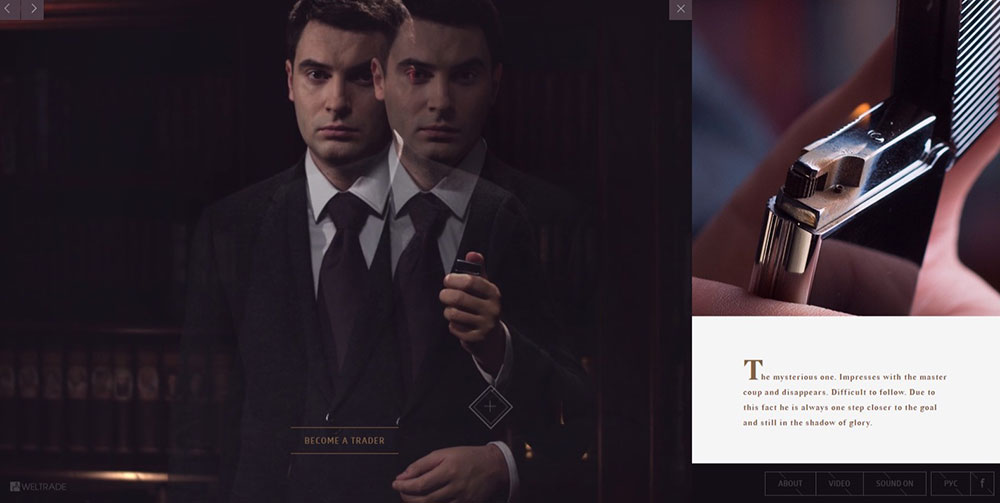 The mysterious one. Impresses with the master
coup and disappears. Difficult to follow. Due to
this fact he is always one step closer to the goal
and still in the shadow of glory.
BECOME A TRADER
WELTRADE
ABOUT
VIDEO
SOUND ON
РУС
f